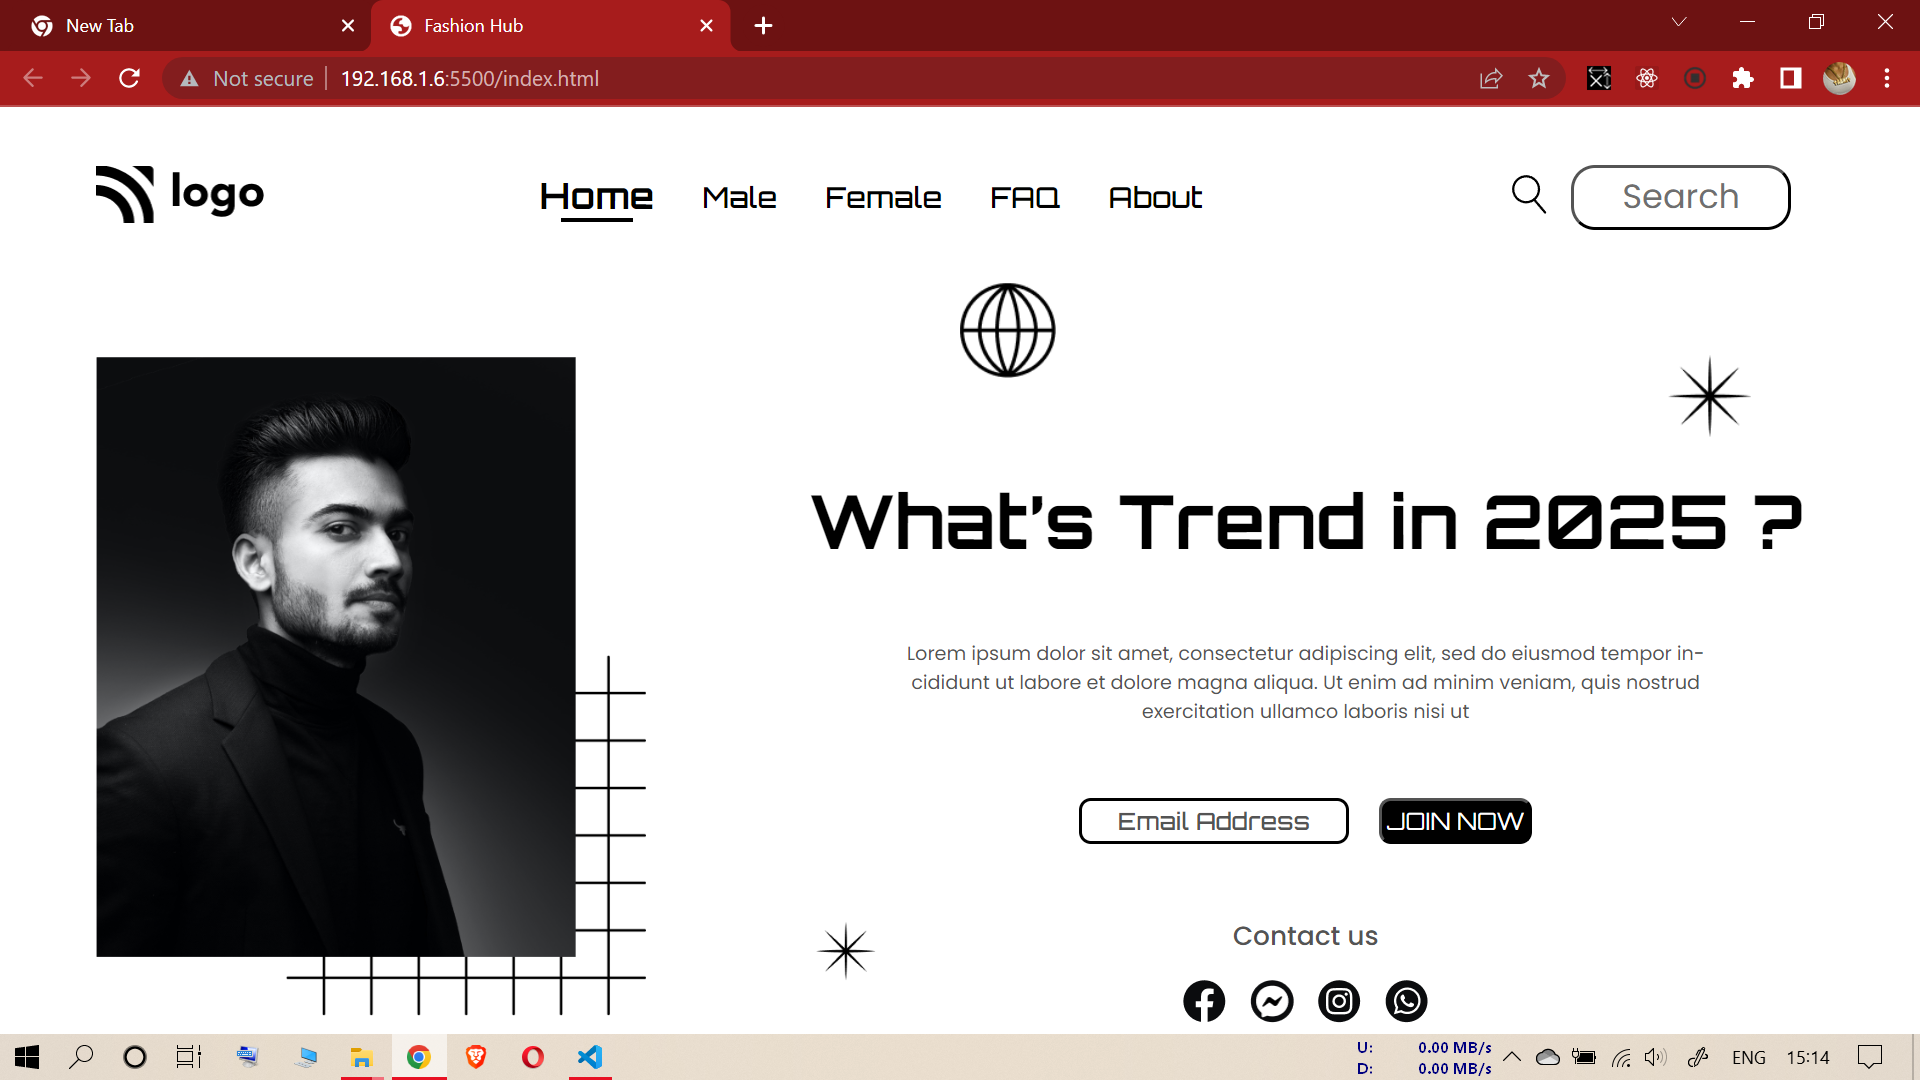 New Tab
Fashion Hub
Not secure
192.168.1.6:5500/index.html
logo
Home
Male
Female
FAQ
About
Search
What's Trend in 2025 ?
Lorem ipsum dolor sit amet, consectetur adipiscing elit, sed do eiusmod tempor in-
cididunt ut labore et dolore magna aliqua. Ut enim ad minim veniam, quis nostrud
exercitation ullamco laboris nisi ut
Email Address
JOIN NOW
Contact us
U: 0.00 MB/s
D: 0.00 MB/s
ENG
15:14